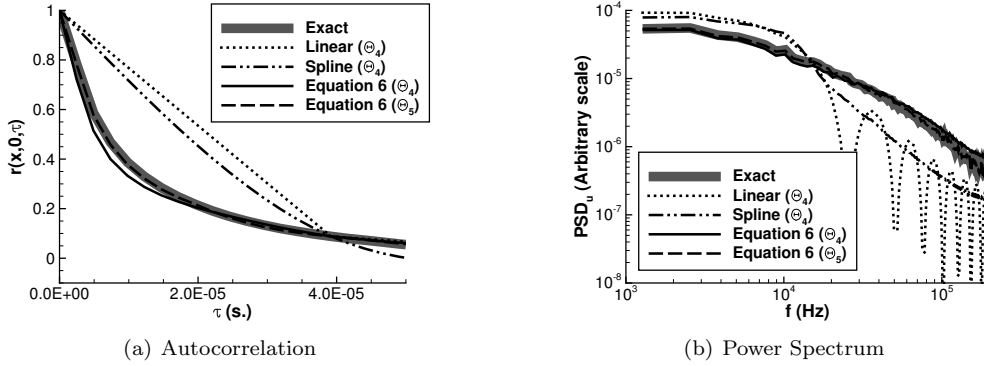 r(x,0,τ)
1
0.8
0.6
0.4
0.2
0
0.0E+00
2.0E-05
4.0E-05
τ (s.)
Exact
Linear (Θ₄)
Spline (Θ₄)
Equation 6 (Θ₄)
Equation 6 (Θ₅)
(a) Autocorrelation
PSDᵤ (Arbitrary scale)
10⁻⁴
10⁻⁵
10⁻⁶
10⁻⁷
10⁻⁸
10³
10⁴
10⁵
f (Hz)
Exact
Linear (Θ₄)
Spline (Θ₄)
Equation 6 (Θ₄)
Equation 6 (Θ₅)
(b) Power Spectrum